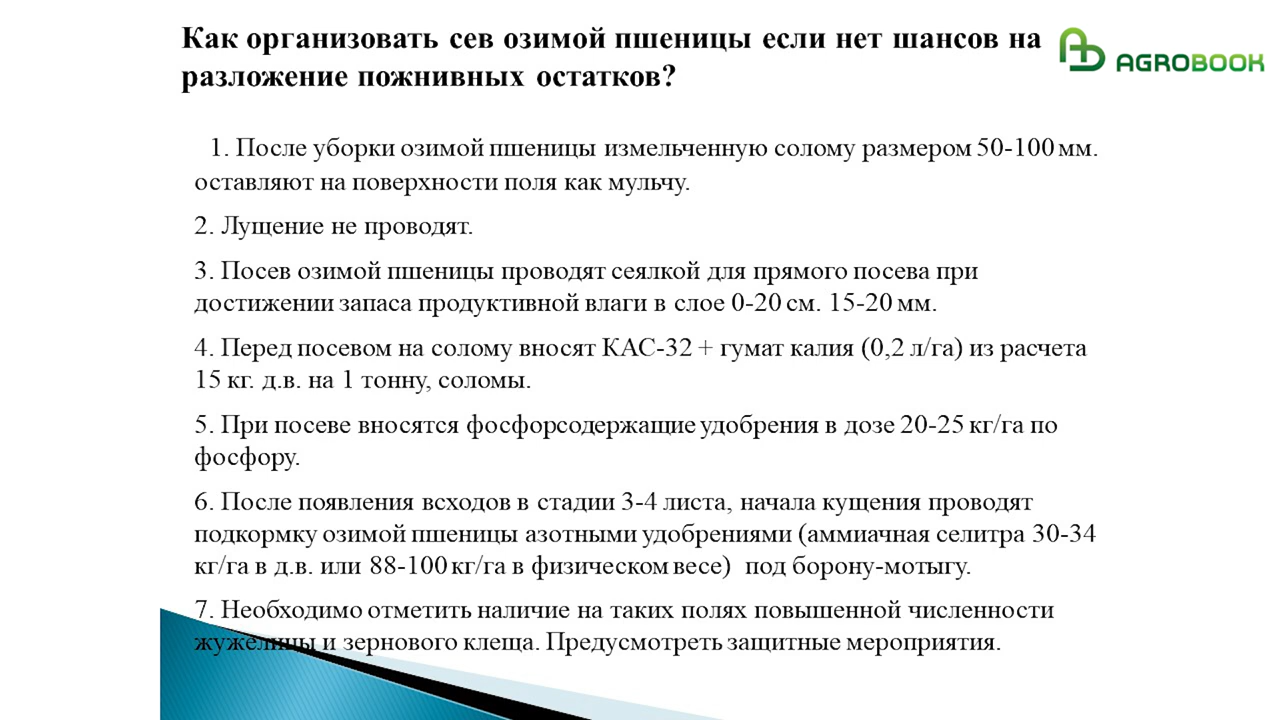 Как организовать сев озимой пшеницы если нет шансов на
разложение пожнивных остатков?
AGROBOOK
1. После уборки озимой пшеницы измельченную солому размером 50-100 мм.
оставляют на поверхности поля как мульчу.
2. Лущение не проводят.
3. Посев озимой пшеницы проводят сеялкой для прямого посева при
достижении запаса продуктивной влаги в слое 0-20 см. 15-20 мм.
4. Перед посевом на солому вносят КАС-32 + гумат калия (0,2 л/га) из расчета
15 кг. д.в. на 1 тонну, соломы.
5. При посеве вносятся фосфорсодержащие удобрения в дозе 20-25 кг/га по
фосфору.
6. После появления всходов в стадии 3-4 листа, начала кущения проводят
подкормку озимой пшеницы азотными удобрениями (аммиачная селитра 30-34
кг/га в д.в. или 88-100 кг/га в физическом весе) под борону-мотыгу.
7. Необходимо отметить наличие на таких полях повышенной численности
жужелицы и зернового клеща. Предусмотреть защитные мероприятия.